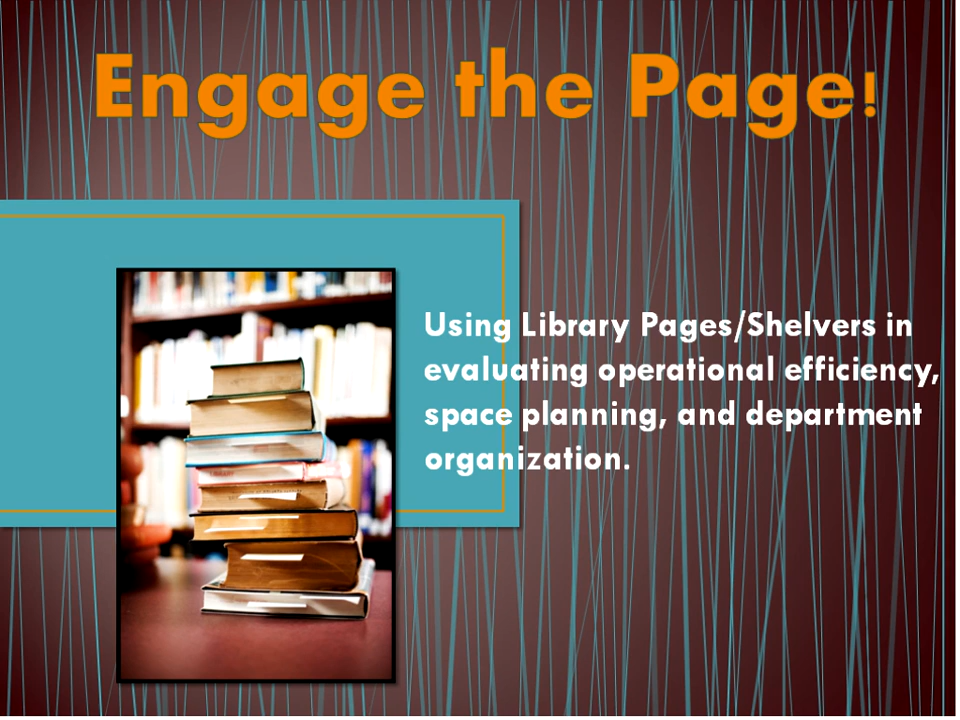 Engage the Page!
Using Library Pages/Shelvers in
evaluating operational efficiency,
space planning, and department
organization.